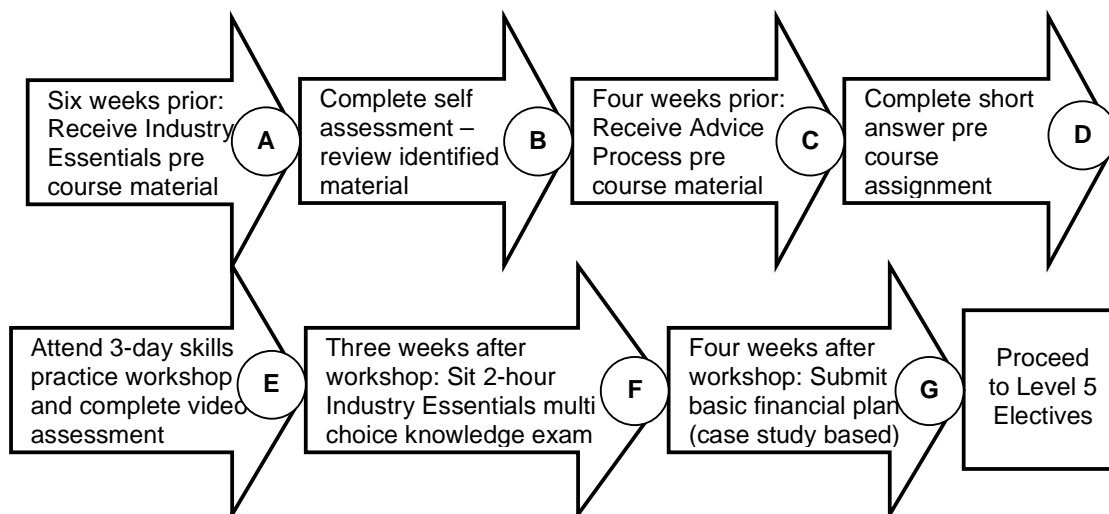 Six weeks prior:
Receive Industry
Essentials pre
course material
A
Complete self
assessment –
review identified
material
B
Four weeks prior:
Receive Advice
Process pre
course material
C
Complete short
answer pre
course
assignment
D
Attend 3-day skills
practice workshop
and complete video
assessment
E
Three weeks after
workshop: Sit 2-hour
Industry Essentials multi
choice knowledge exam
F
Four weeks after
workshop: Submit
basic financial plan
(case study based)
G
Proceed
to Level 5
Electives